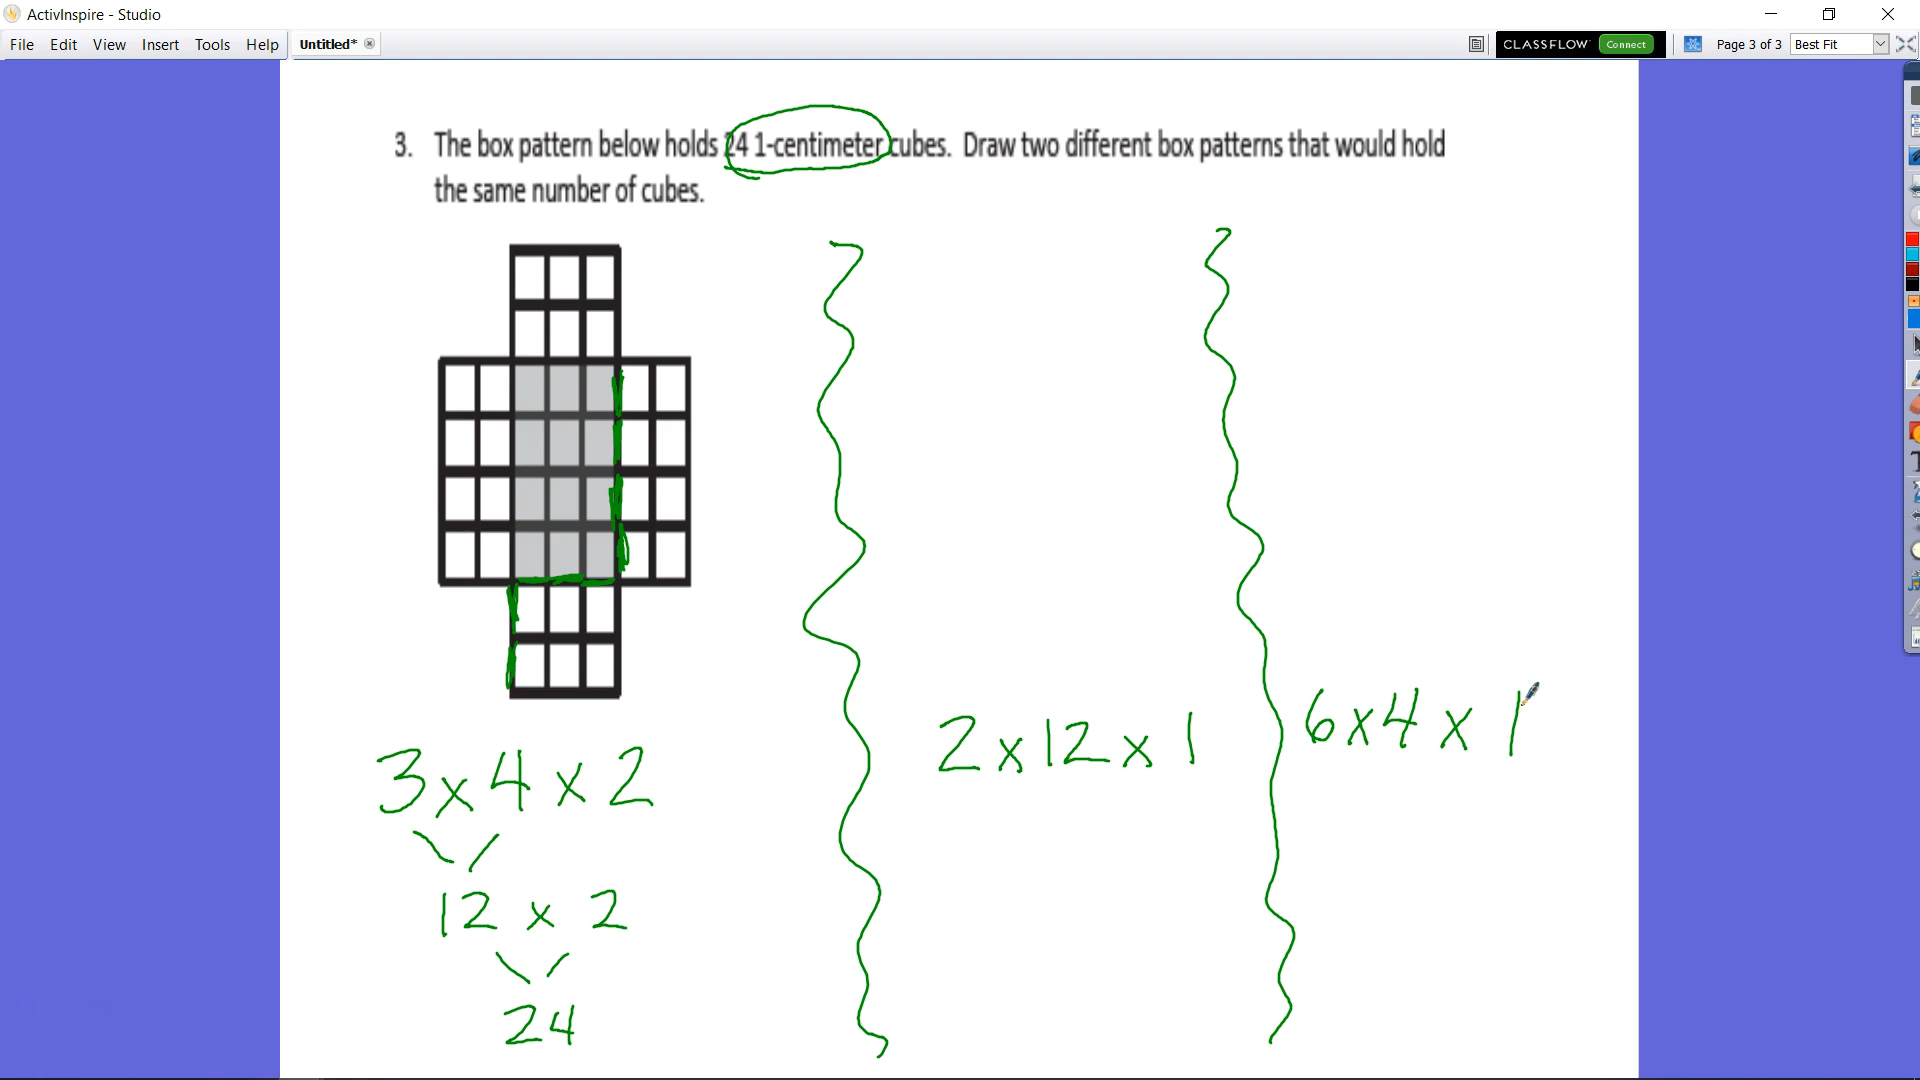 ActivInspire - Studio
File Edit View Insert Tools Help Untitled* CLASSFLOW Connect Page 3 of 3 Best Fit
3. The box pattern below holds 24 1-centimeter cubes. Draw two different box patterns that would hold
the same number of cubes.
3 x 4 x 2
12 x 2
24
2 x 12 x 1
6 x 4 x 1